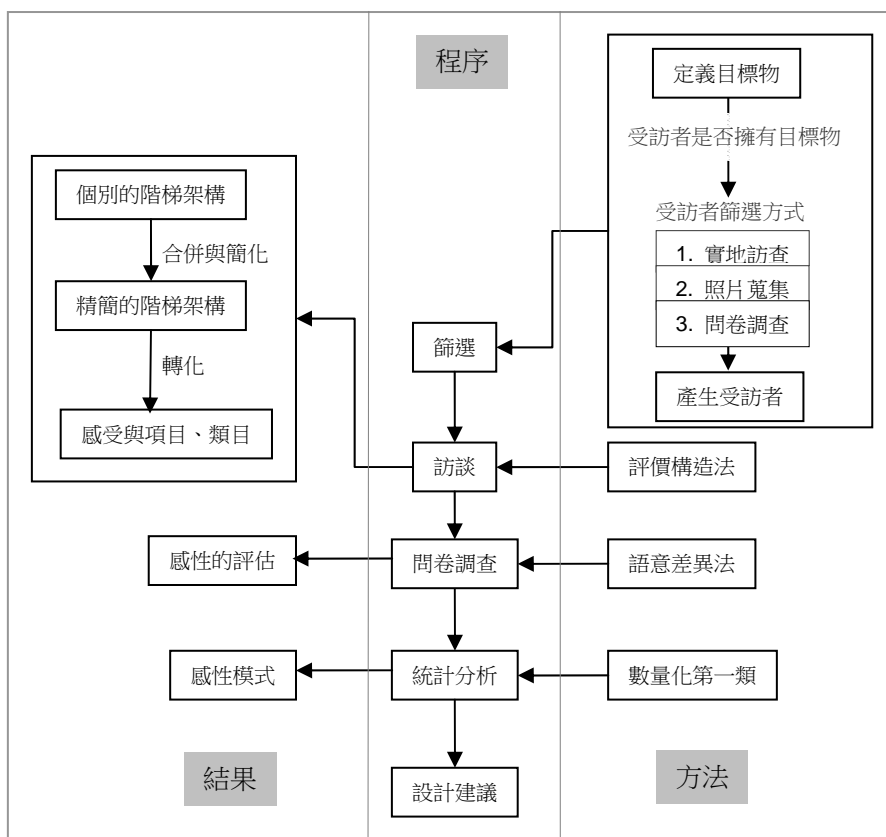 程序
定義目標物
受訪者是否擁有目標物
受訪者篩選方式
1. 實地訪查
2. 照片蒐集
3. 問卷調查
產生受訪者
個別的階梯架構
合併與簡化
精簡的階梯架構
轉化
感受與項目、類目
篩選
訪談
評價構造法
感性的評估
問卷調查
語意差異法
感性模式
統計分析
數量化第一類
結果
設計建議
方法